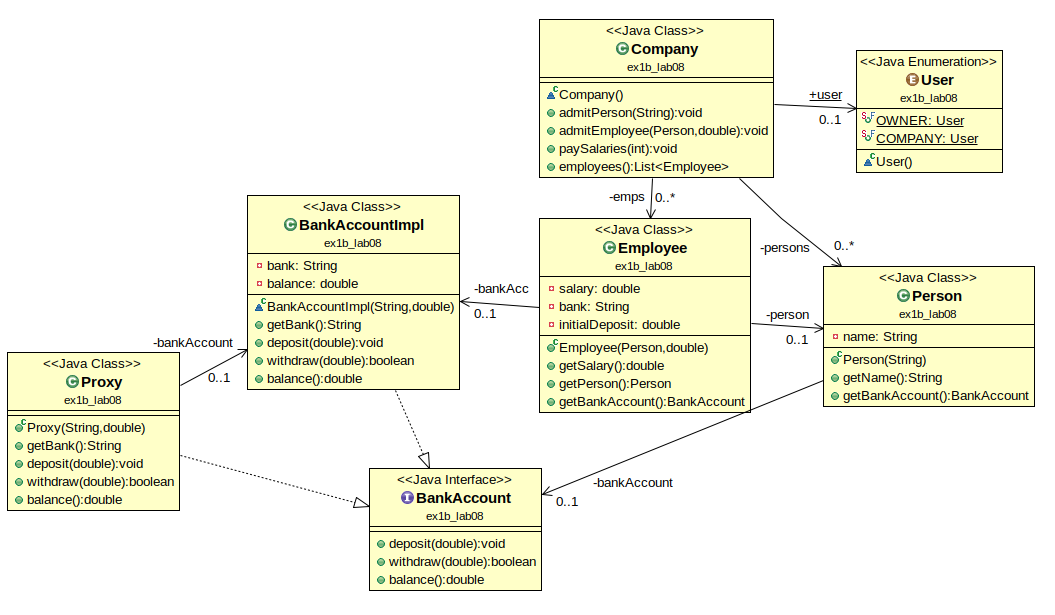 <<Java Class>>
Company
ex1b_lab08
Company()
admitPerson(String):void
admitEmployee(Person,double):void
paySalaries(int):void
employees():List<Employee>
+user
0..1
<<Java Enumeration>>
User
ex1b_lab08
OWNER: User
COMPANY: User
User()
-emps
0..*
-persons
0..*
<<Java Class>>
BankAccountImpl
ex1b_lab08
bank: String
balance: double
BankAccountImpl(String,double)
getBank():String
deposit(double):void
withdraw(double):boolean
balance():double
-bankAcc
0..1
<<Java Class>>
Employee
ex1b_lab08
salary: double
bank: String
initialDeposit: double
Employee(Person,double)
getSalary():double
getPerson():Person
getBankAccount():BankAccount
-person
0..1
<<Java Class>>
Person
ex1b_lab08
name: String
Person(String)
getName():String
getBankAccount():BankAccount
<<Java Class>>
Proxy
ex1b_lab08
Proxy(String,double)
getBank():String
deposit(double):void
withdraw(double):boolean
balance():double
-bankAccount
0..1
<<Java Interface>>
BankAccount
ex1b_lab08
deposit(double):void
withdraw(double):boolean
balance():double
-bankAccount
0..1